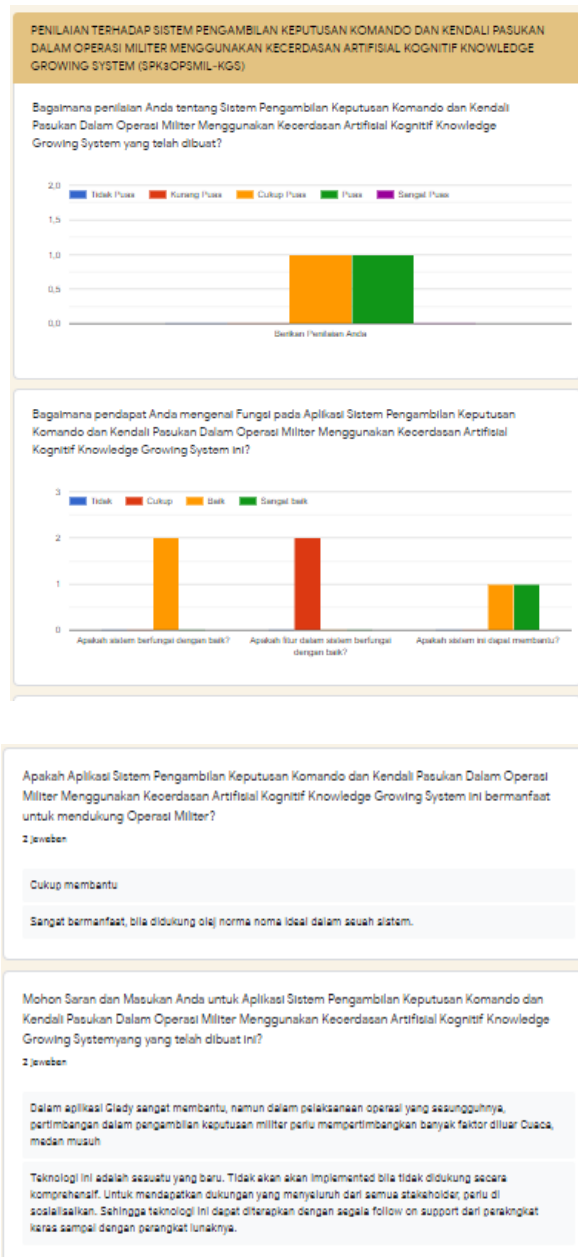 PENILAIAN TERHADAP SISTEM PENGAMBILAN KEPUTUSAN KOMANDO DAN KENDALI PASUKAN
DALAM OPERASI MILITER MENGGUNAKAN KECERDASAN ARTIFISIAL KOGNITIF KNOWLEDGE
GROWING SYSTEM (SPK3OPSMIL-KGS)
Bagaimana penilaian Anda tentang Sistem Pengambilan Keputusan Komando dan Kendali
Pasukan Dalam Operasi Militer Menggunakan Kecerdasan Artifisial Kognitif Knowledge
Growing System yang telah dibuat?
2,0
Tidak Puas Kurang Puas Cukup Puas Puas Sangat Puas
1,5
1,0
0,5
0,0
Berikan Penilaian Anda
Bagaimana pendapat Anda mengenai Fungsi pada Aplikasi Sistem Pengambilan Keputusan
Komando dan Kendali Pasukan Dalam Operasi Militer Menggunakan Kecerdasan Artifisial
Kognitif Knowledge Growing System ini?
3
Tidak Cukup Baik Sangat baik
2
1
0
Apakah sistem berfungsi dengan baik? Apakah fitur dalam sistem berfungsi Apakah sistem ini dapat membantu?
dengan baik?
Apakah Aplikasi Sistem Pengambilan Keputusan Komando dan Kendali Pasukan Dalam Operasi
Militer Menggunakan Kecerdasan Artifisial Kognitif Knowledge Growing System ini bermanfaat
untuk mendukung Operasi Militer?
2 jawaban
Cukup membantu
Sangat bermanfaat, bila didukung olej norma noma ideal dalam seuah sistem.
Mohon Saran dan Masukan Anda untuk Aplikasi Sistem Pengambilan Keputusan Komando dan
Kendali Pasukan Dalam Operasi Militer Menggunakan Kecerdasan Artifisial Kognitif Knowledge
Growing Systemyang yang telah dibuat ini?
2 jawaban
Dalam aplikasi Glady sangat membantu, namun dalam pelaksanaan operasi yang sesungguhnya,
pertimbangan dalam pengambilan kaputusan militer perlu mempertimbangkan banyak faktor diluar Cuaca,
medan musuh
Teknologi ini adalah sesuatu yang baru. Tidak akan akan implemented bila tidak didukung secara
komprehensif. Untuk mendapatkan dukungan yang menyeluruh dari semua stakeholder, perlu di
sosialisaikan. Sehingga teknologi ini dapat diterapkan dengan segala follow on support dari perakngkat
keras sampai dengan perangkat lunaknya.